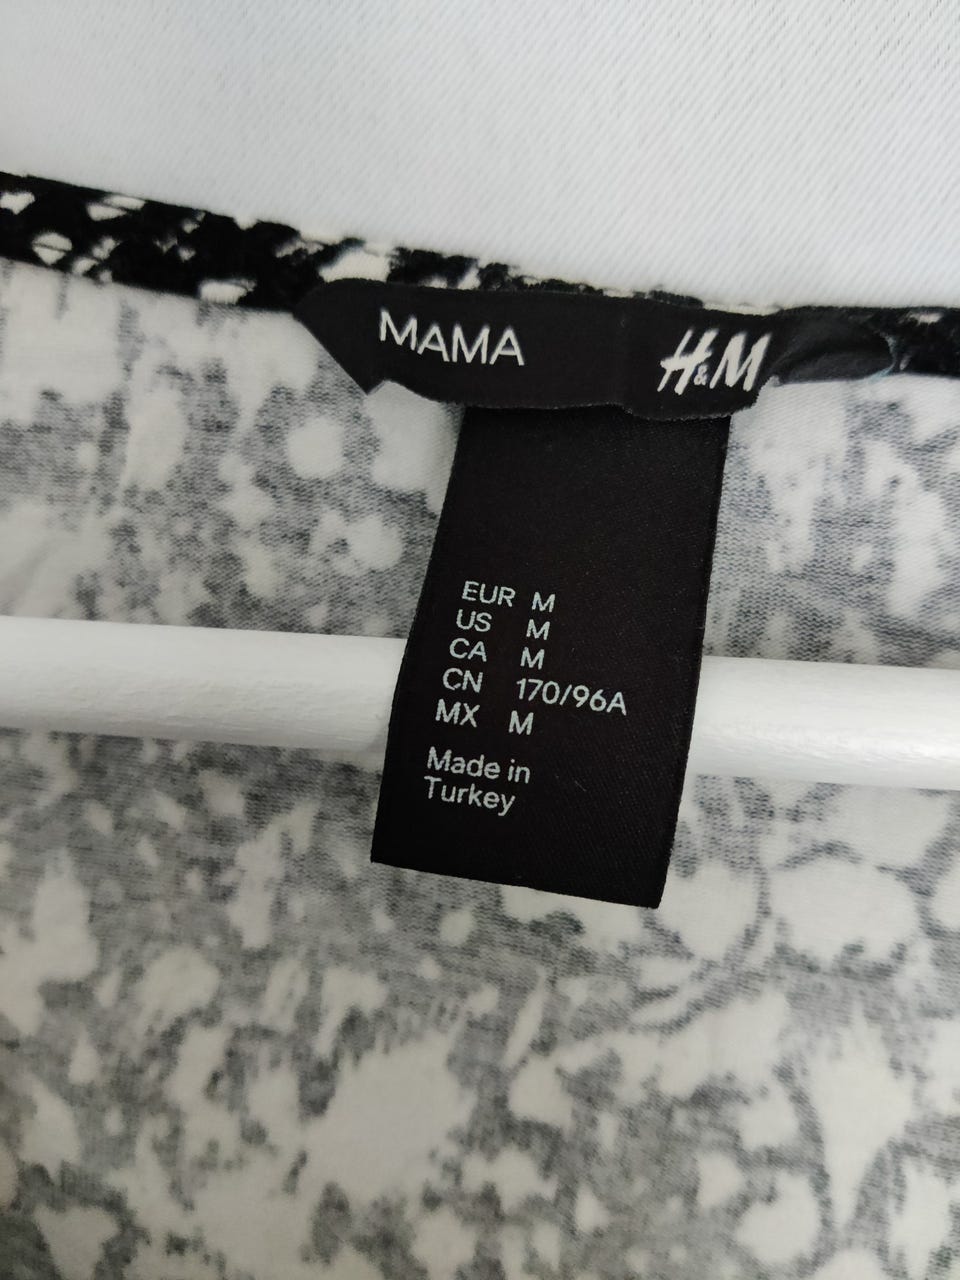 MAMA H&M
EUR M
US M
CA M
CN 170/96A
MX M
Made in
Turkey